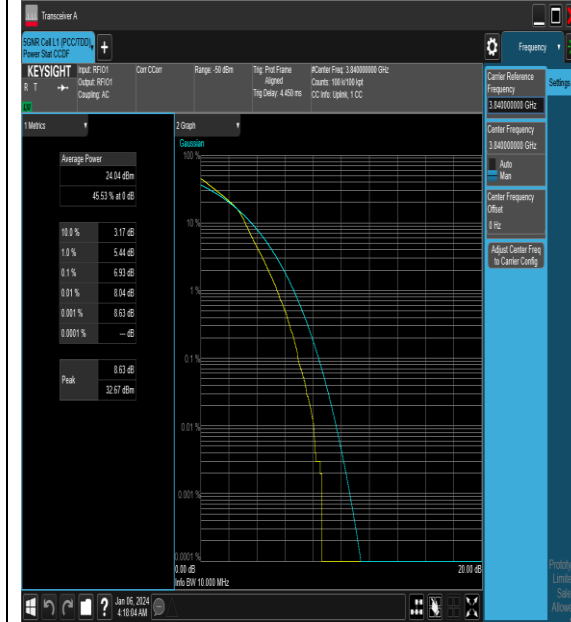 Transceiver A
5GNR Cell L1 (PCC/TDD),
Power Stat CCDF
Frequency
KEYSIGHT
R T
Input: RFIO1
Output: RFIO1
Coupling: AC
Corr CCorr
Range: -50 dBm
Trig: Prot Frame
Aligned
Trig Delay: 4.450 ms
#Center Freq: 3.840000000 GHz
Counts: 100 k/100 kpt
CC Info: Uplink, 1 CC
1 Metrics
Average Power
24.04 dBm
45.53 % at 0 dB
10.0 % 3.17 dB
1.0 % 5.44 dB
0.1 % 6.93 dB
0.01 % 8.04 dB
0.001 % 8.63 dB
0.0001 % --- dB
Peak
8.63 dB
32.67 dBm
2 Graph
Gaussian
100 %
10 %
1 %
0.1 %
0.01 %
0.001 %
0.0001 %
0.00 dB
20.00 dB
Info BW 10.000 MHz
Carrier Reference
Frequency
3.840000000 GHz
Settings
Center Frequency
3.840000000 GHz
Auto
Man
Center Frequency
Offset
0 Hz
Adjust Center Freq
to Carrier Config
Jan 06, 2024
4:18:04 AM
?